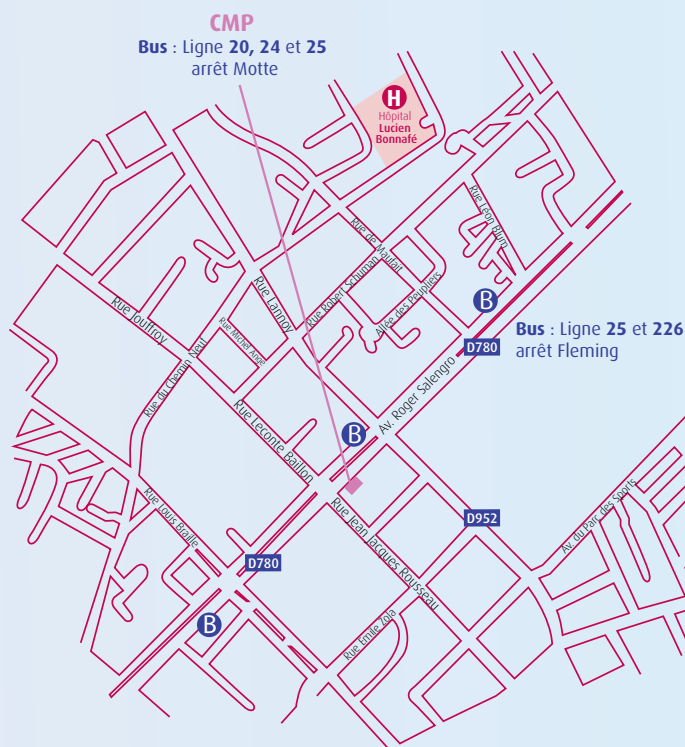 CMP
Bus : Ligne 20, 24 et 25
arrêt Motte
H
Hôpital
Lucien
Bonnafé
Rue Léon Blum
Rue de Maufait
Rue Robert Schuman
Allée des Peupliers
Rue Lannoy
Rue Jouffroy
Rue Michel Ange
Rue du Chemin Neuf
B
Bus : Ligne 25 et 226
arrêt Fleming
D780
Av. Roger Salengro
B
Rue Leconte Baillon
Rue Louis Braille
Rue Jean Jacques Rousseau
D952
Av. du Parc des Sports
D780
B
Rue Emile Zola